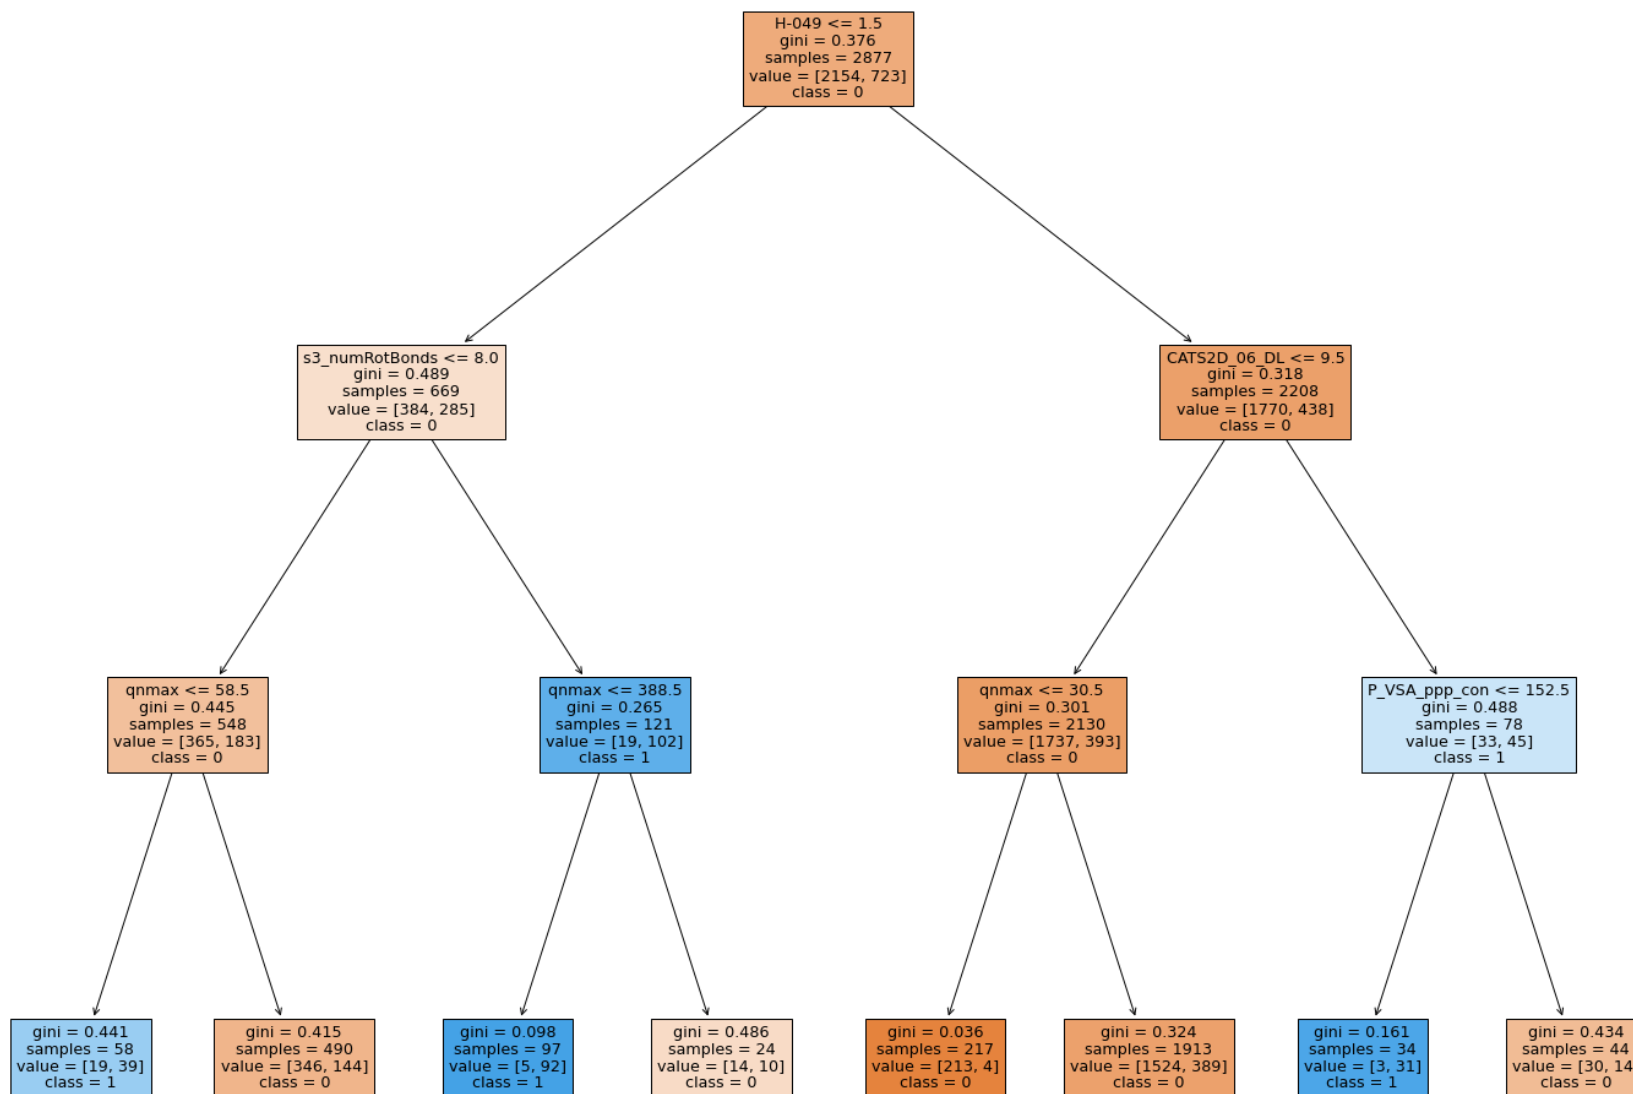 H-049 <= 1.5
gini = 0.376
samples = 2877
value = [2154, 723]
class = 0
s3_numRotBonds <= 8.0
gini = 0.489
samples = 669
value = [384, 285]
class = 0
CATS2D_06_DL <= 9.5
gini = 0.318
samples = 2208
value = [1770, 438]
class = 0
qnmax <= 58.5
gini = 0.445
samples = 548
value = [365, 183]
class = 0
qnmax <= 388.5
gini = 0.265
samples = 121
value = [19, 102]
class = 1
qnmax <= 30.5
gini = 0.301
samples = 2130
value = [1737, 393]
class = 0
P_VSA_ppp_con <= 152.5
gini = 0.488
samples = 78
value = [33, 45]
class = 1
gini = 0.441
samples = 58
value = [19, 39]
class = 1
gini = 0.415
samples = 490
value = [346, 144]
class = 0
gini = 0.098
samples = 97
value = [5, 92]
class = 1
gini = 0.486
samples = 24
value = [14, 10]
class = 0
gini = 0.036
samples = 217
value = [213, 4]
class = 0
gini = 0.324
samples = 1913
value = [1524, 389]
class = 0
gini = 0.161
samples = 34
value = [3, 31]
class = 1
gini = 0.434
samples = 44
value = [30, 14
class = 0